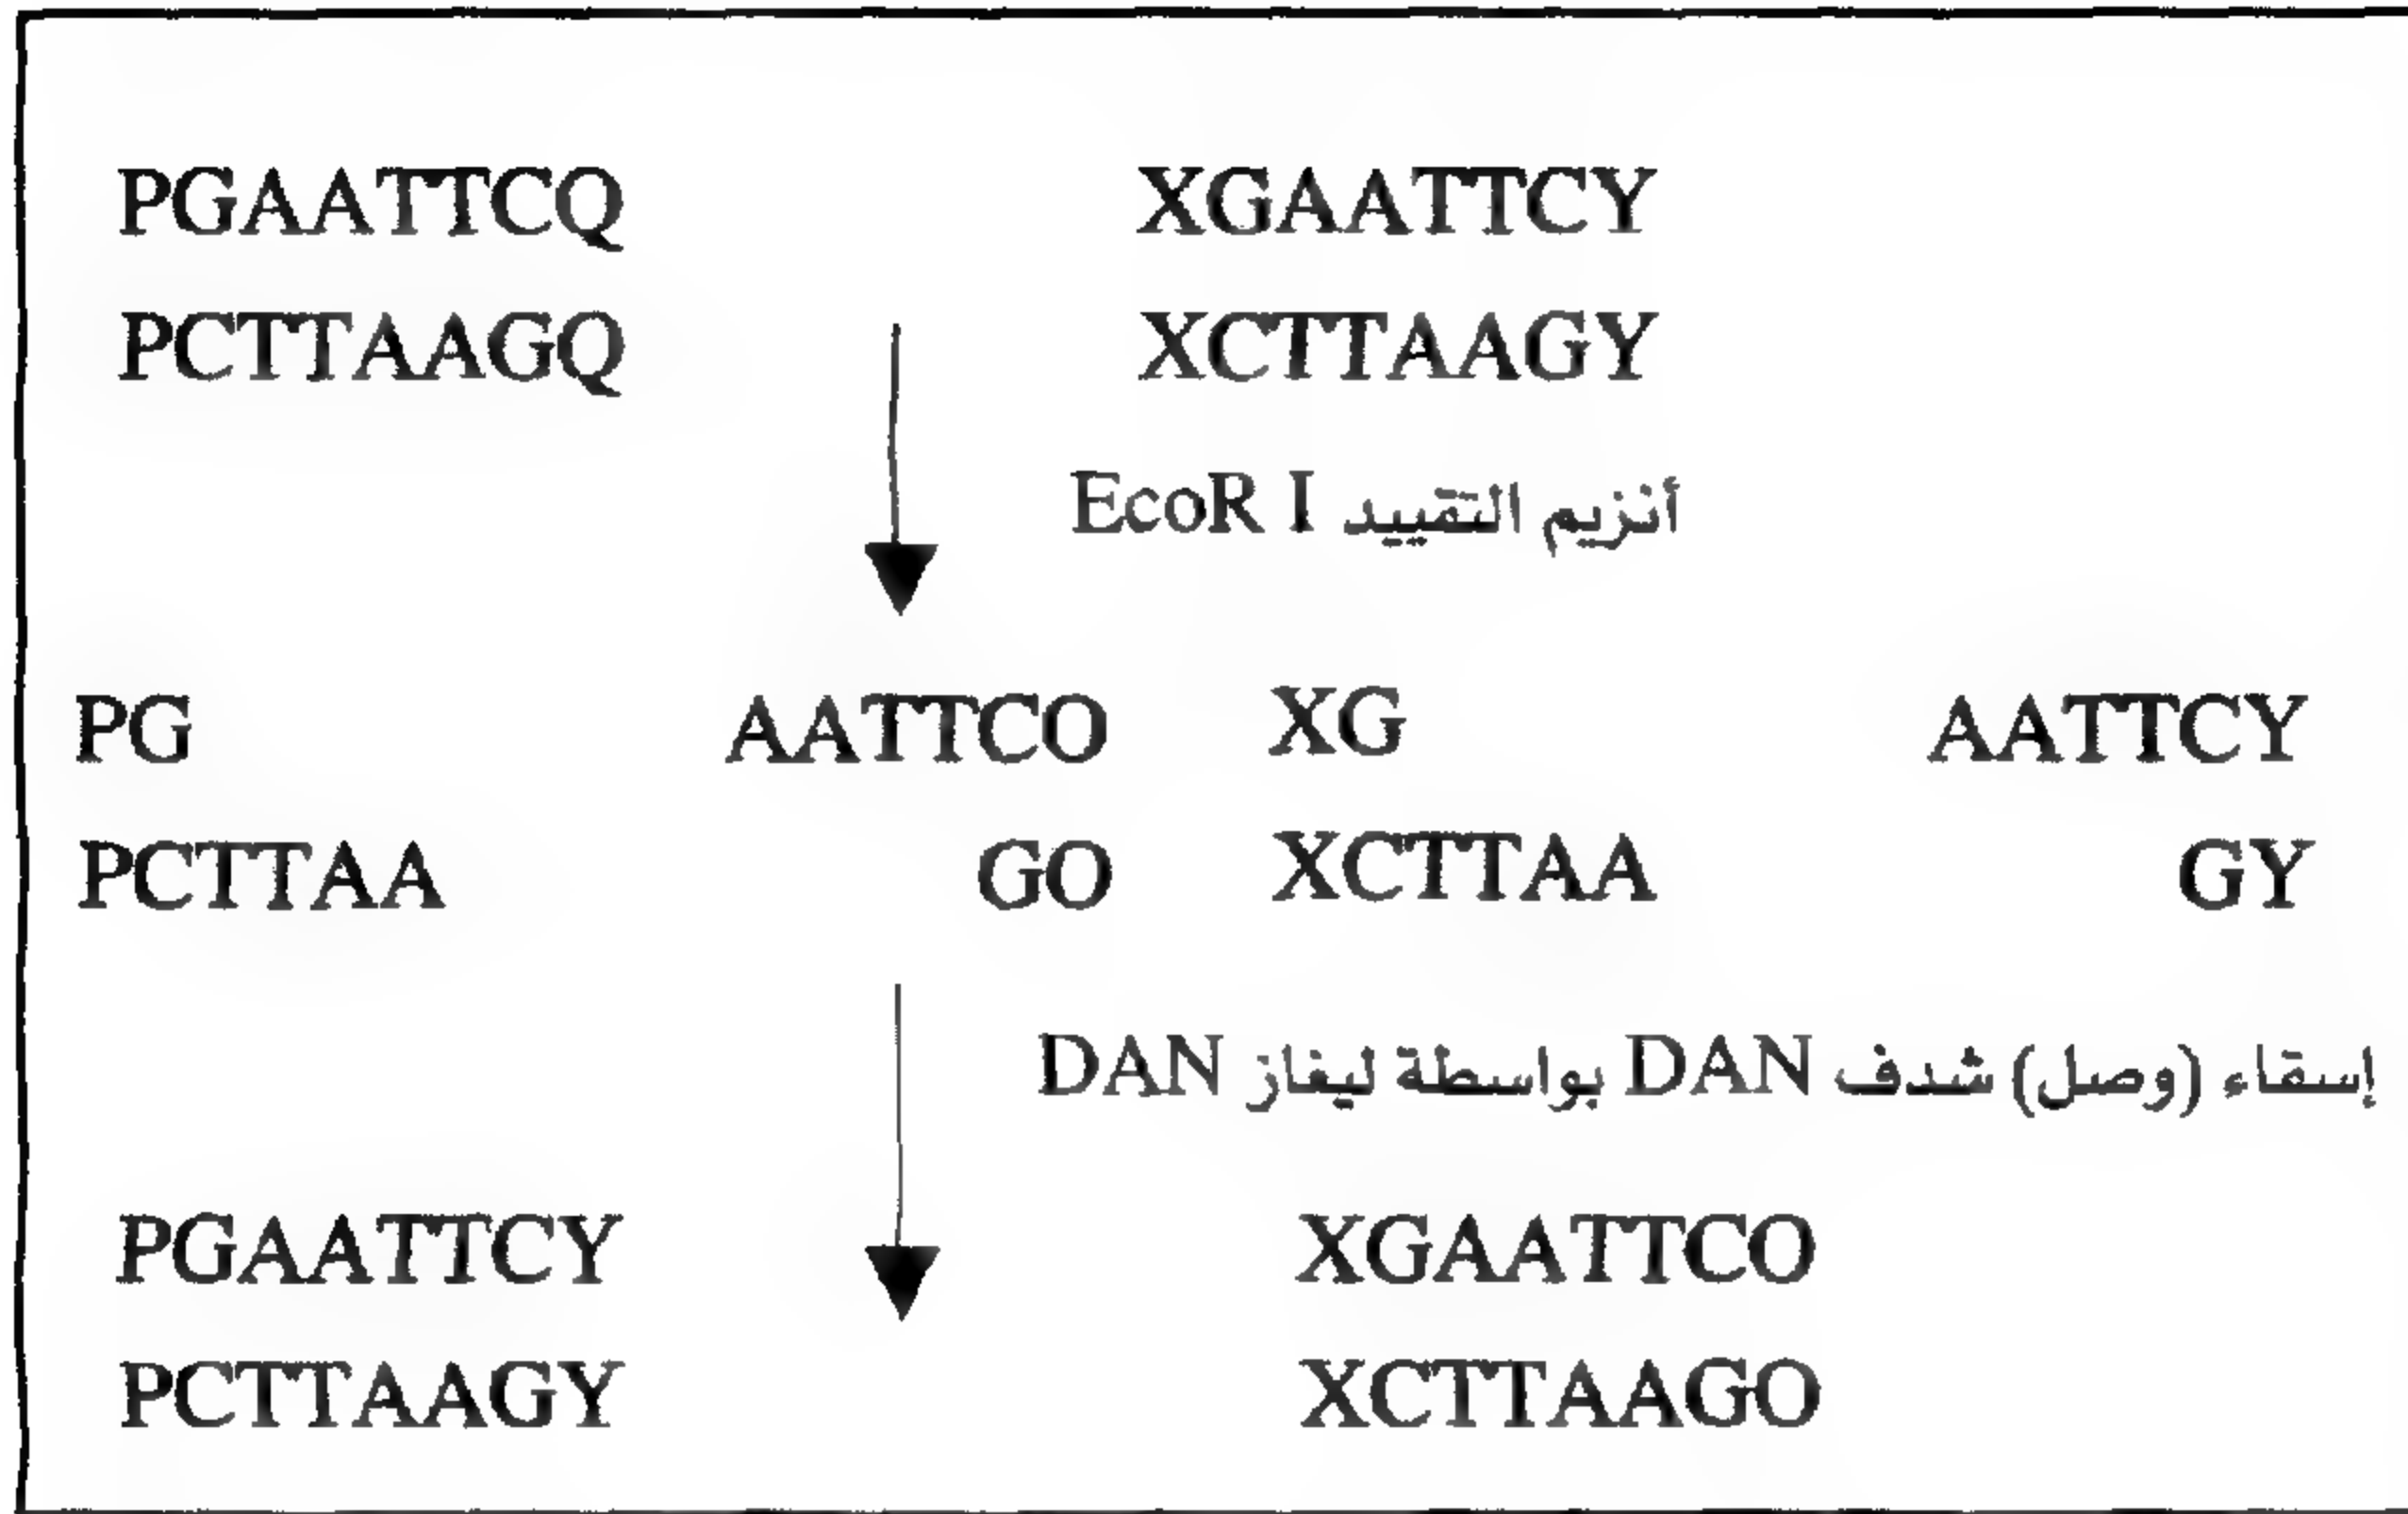 PGAATTCQ XGAATTCY
PCTTAAGQ XCTTAAGY
أنزيم التقييد EcoR I
PG AATTCO XG AATTCY
PCTTAA GO XCTTAA GY
إسقاء (وصل) شدف DAN بواسطة ليغاز DAN
PGAATTCY XGAATTCO
PCTTAAGY XCTTAAGO